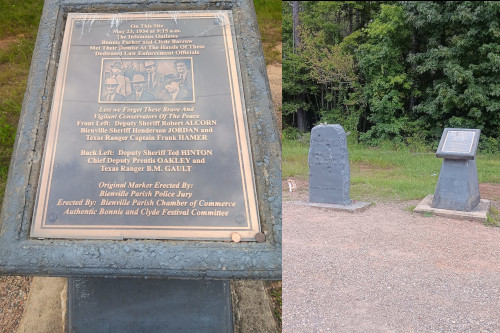 On This Site
May 23, 1934 at 9:15 a.m.
The Infamous Outlaws
Bonnie Parker and Clyde Barrow
Met Their Demise At The Hands Of These
Dedicated Law Enforcement Officials
Lest we Forget These Brave And
Vigilant Conservators Of The Peace
Front Left: Deputy Sheriff Robert ALCORN
Bienville Sheriff Henderson JORDAN and
Texas Ranger Captain Frank HAMER
Back Left: Deputy Sheriff Ted HINTON
Chief Deputy Prentis OAKLEY and
Texas Ranger B.M. GAULT
Original Marker Erected By:
Bienville Parish Police Jury
Erected By: Bienville Parish Chamber of Commerce
Authentic Bonnie and Clyde Festival Committee